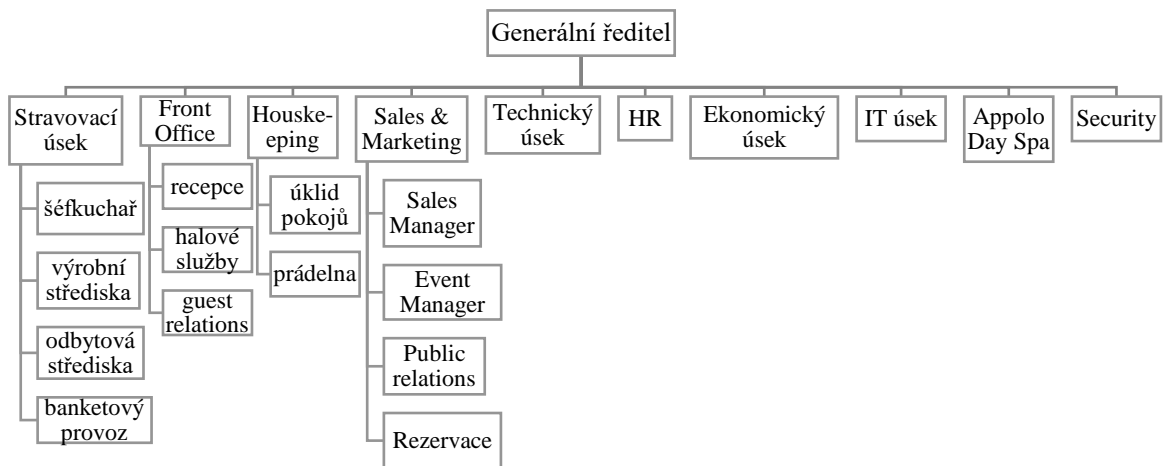 Generální ředitel
Stravovací
úsek
Front
Office
Houske-
eping
Sales &
Marketing
Technický
úsek
HR
Ekonomický
úsek
IT úsek
Appolo
Day Spa
Security
šéfkuchař
výrobní
střediska
odbytová
střediska
banketový
provoz
recepce
halové
služby
guest
relations
úklid
pokojů
prádelna
Sales
Manager
Event
Manager
Public
relations
Rezervace